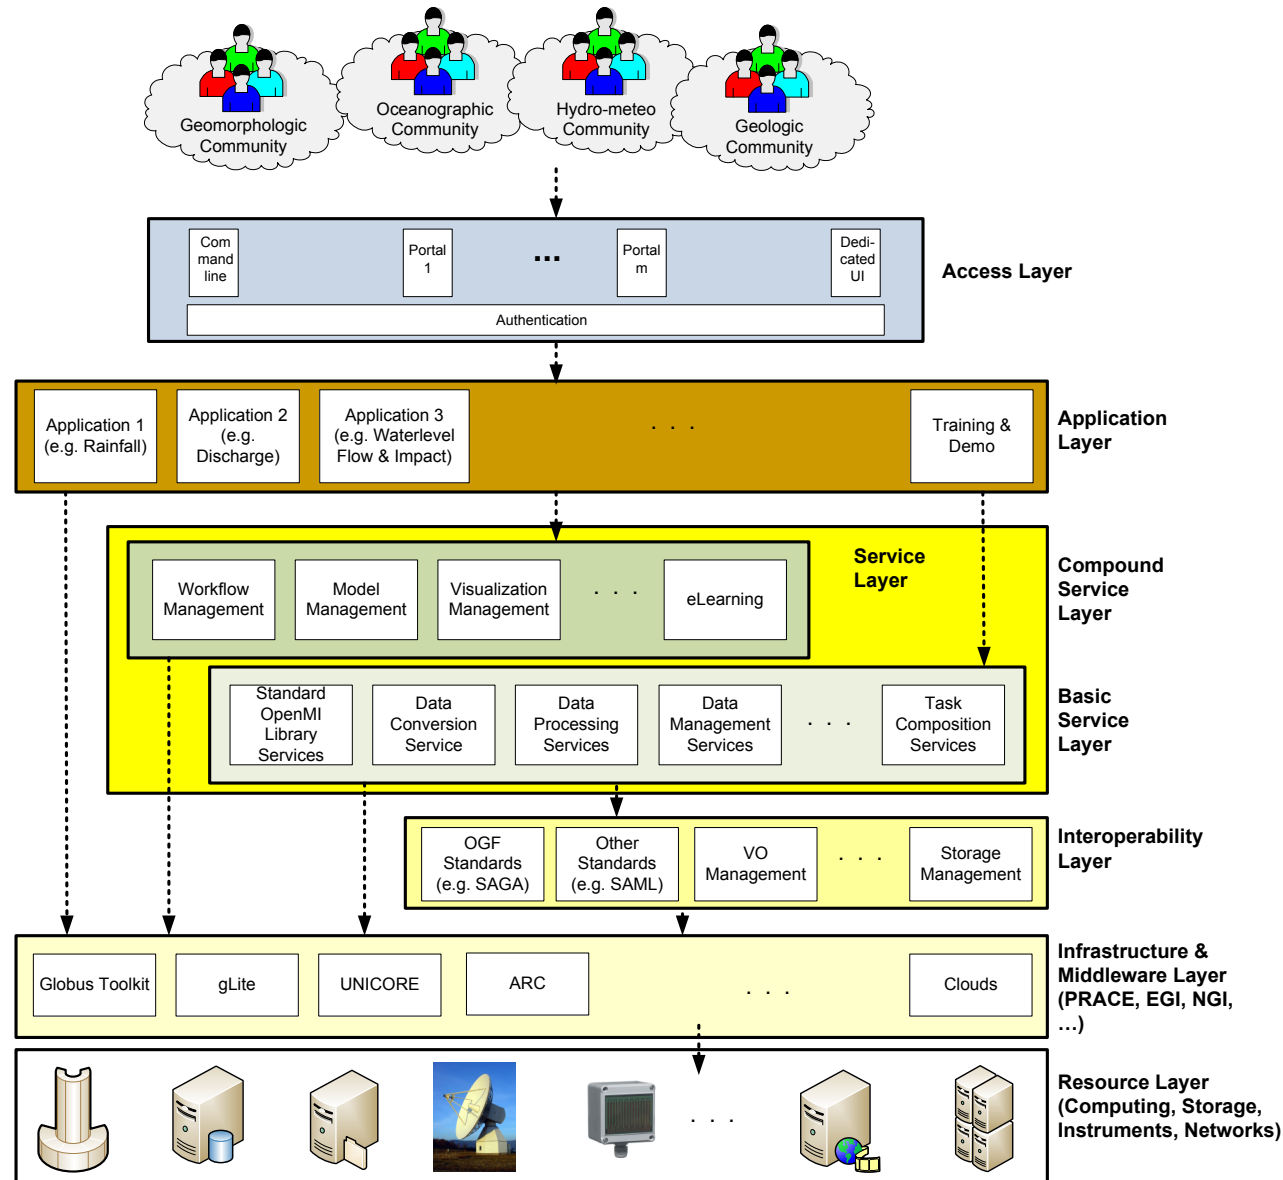 Geomorphologic
Community
Oceanographic
Community
Hydro-meteo
Community
Geologic
Community
Com
mand
line
Portal
1
...
Portal
m
Dedi-
cated
UI
Authentication
Access Layer
Application 1
(e.g. Rainfall)
Application 2
(e.g.
Discharge)
Application 3
(e.g. Waterlevel
Flow & Impact)
. . .
Training &
Demo
Application
Layer
Service
Layer
Workflow
Management
Model
Management
Visualization
Management
. . .
eLearning
Compound
Service
Layer
Standard
OpenMI
Library
Services
Data
Conversion
Service
Data
Processing
Services
Data
Management
Services
. . .
Task
Composition
Services
Basic
Service
Layer
OGF
Standards
(e.g. SAGA)
Other
Standards
(e.g. SAML)
VO
Management
. . .
Storage
Management
Interoperability
Layer
Globus Toolkit
gLite
UNICORE
ARC
. . .
Clouds
Infrastructure &
Middleware Layer
(PRACE, EGI, NGI,
…)
. . .
Resource Layer
(Computing, Storage,
Instruments, Networks)